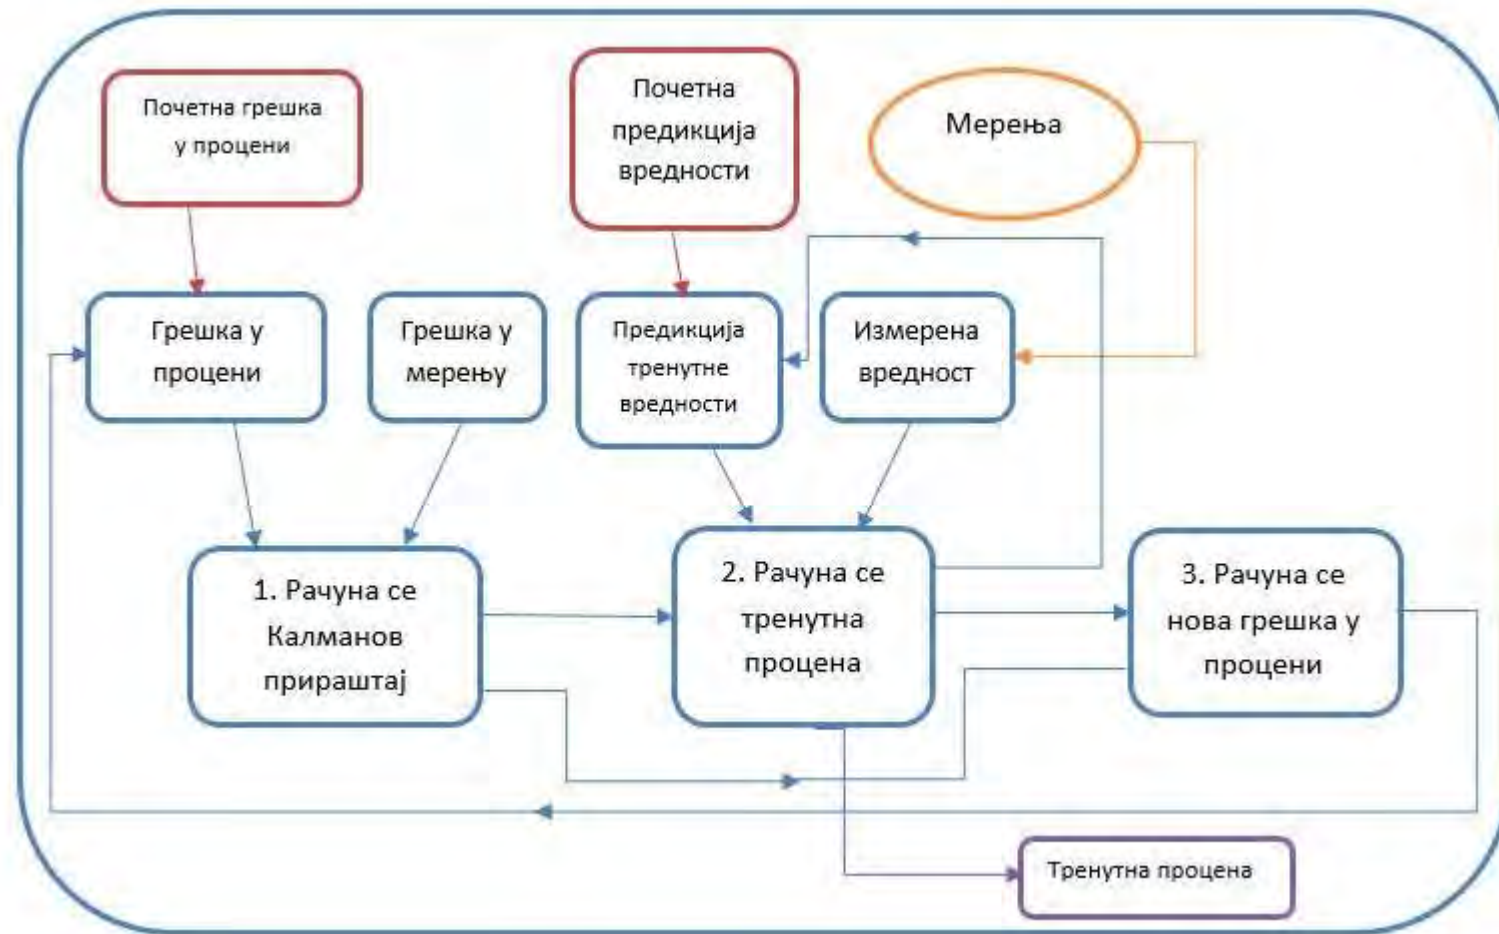 Почетна грешка
у процени
Почетна
предикција
вредности
Мерења
Грешка у
процени
Грешка у
мерењу
Предикција
тренутне
вредности
Измерена
вредност
1. Рачуна се
Калманов
прираштај
2. Рачуна се
тренутна
процена
3. Рачуна се
нова грешка у
процени
Тренутна процена